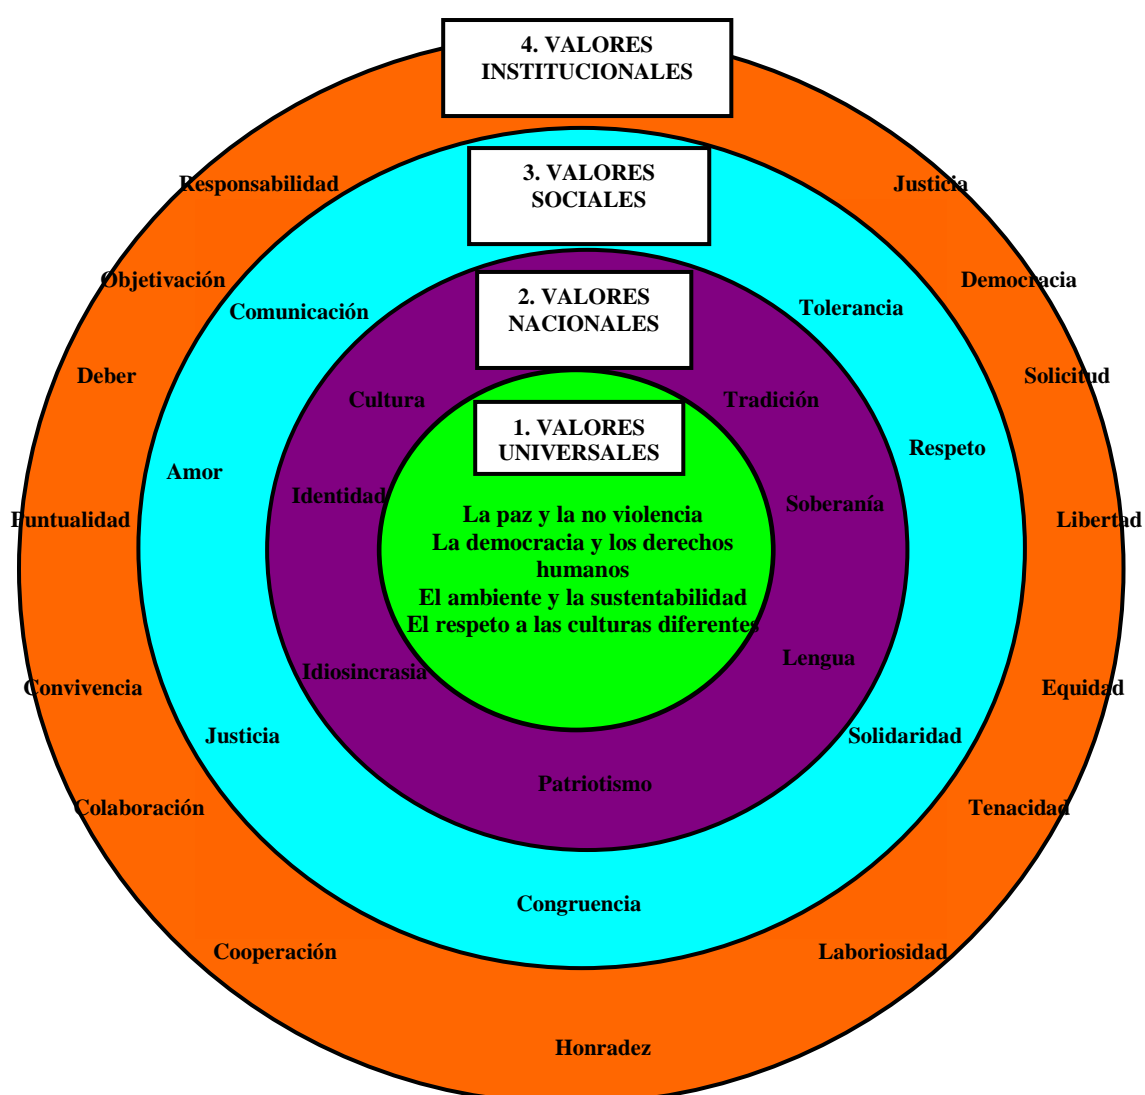 4. VALORES
INSTITUCIONALES
3. VALORES
SOCIALES
Responsabilidad
Justicia
Objetivación
Democracia
2. VALORES
NACIONALES
Comunicación
Tolerancia
Deber
Solicitud
Cultura
Tradición
1. VALORES
UNIVERSALES
Respeto
Amor
Identidad
Soberanía
Puntualidad
Libertad
La paz y la no violencia
La democracia y los derechos
humanos
El ambiente y la sustentabilidad
El respeto a las culturas diferentes
Lengua
Idiosincrasia
Convivencia
Equidad
Justicia
Solidaridad
Patriotismo
Colaboración
Tenacidad
Congruencia
Cooperación
Laboriosidad
Honradez